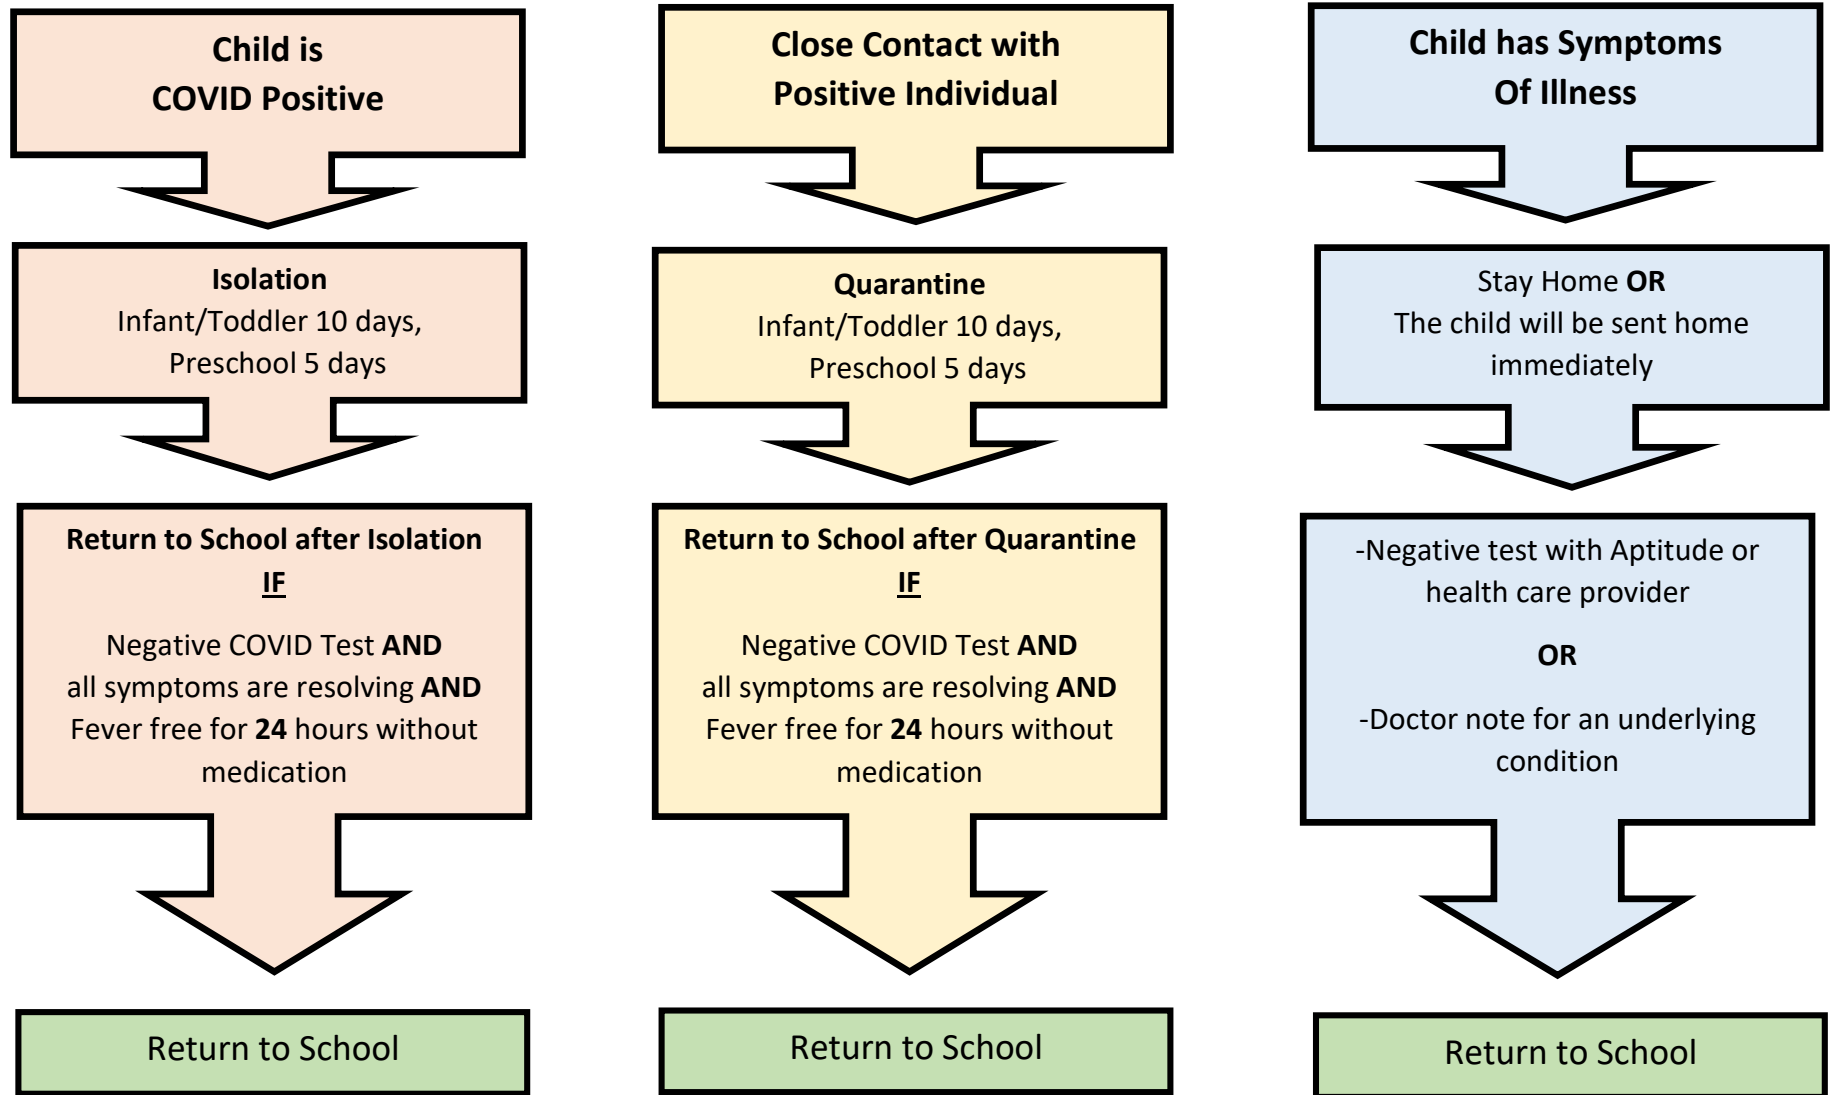 Child is
COVID Positive
Isolation
Infant/Toddler 10 days,
Preschool 5 days
Return to School after Isolation
IF
Negative COVID Test AND
all symptoms are resolving AND
Fever free for 24 hours without
medication
Return to School
Close Contact with
Positive Individual
Quarantine
Infant/Toddler 10 days,
Preschool 5 days
Return to School after Quarantine
IF
Negative COVID Test AND
all symptoms are resolving AND
Fever free for 24 hours without
medication
Return to School
Child has Symptoms
Of Illness
Stay Home OR
The child will be sent home
immediately
-Negative test with Aptitude or
health care provider
OR
-Doctor note for an underlying
condition
Return to School